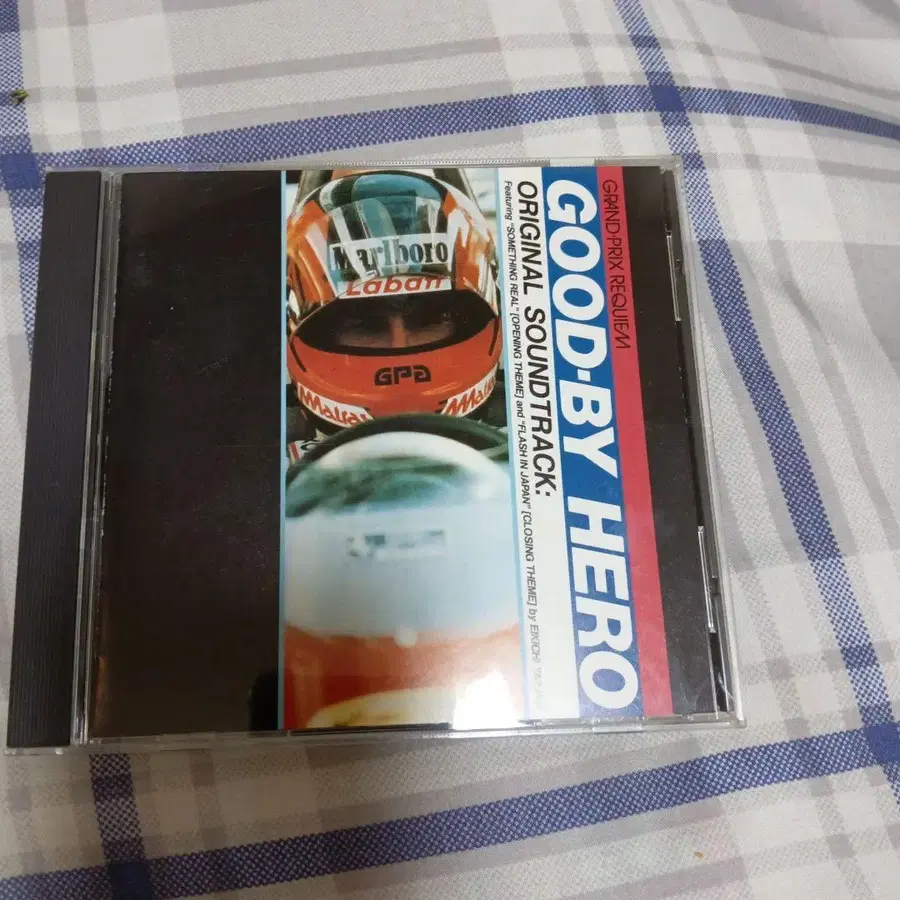 GRAND·PRIX REQUIEM
GOOD·BY HERO
ORIGINAL SOUNDTRACK:
Featuring "SOMETHING REAL" [OPENING THEME] and "FLASH IN JAPAN" [CLOSING THEME] by EIKICHI
Marlboro
Labatt
GPA